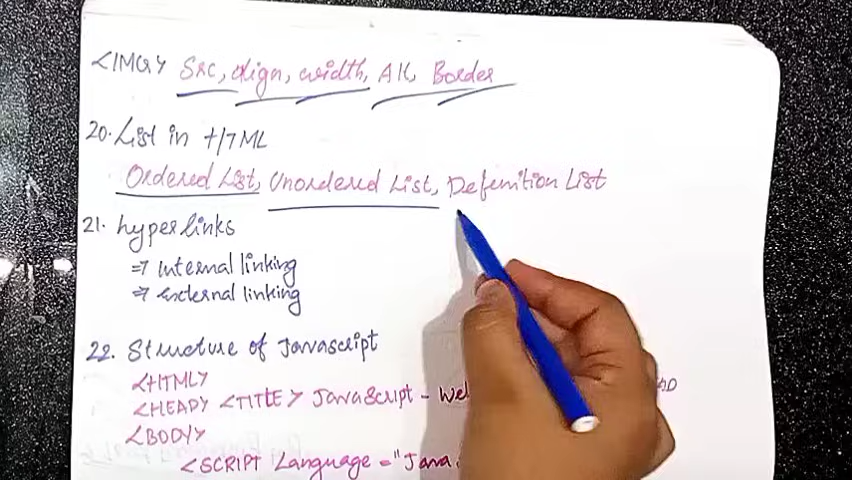 <IMG> Src, align, width, Alt, Border
20. List in HTML
Ordered List, Unordered List, Defenition List
21. hyperlinks
⇒ internal linking
⇒ external linking
22. Structure of Javascript
<HTML>
<HEAD> <TITLE> JavaScript - Wel
<BODY>
<SCRIPT Language = "Java